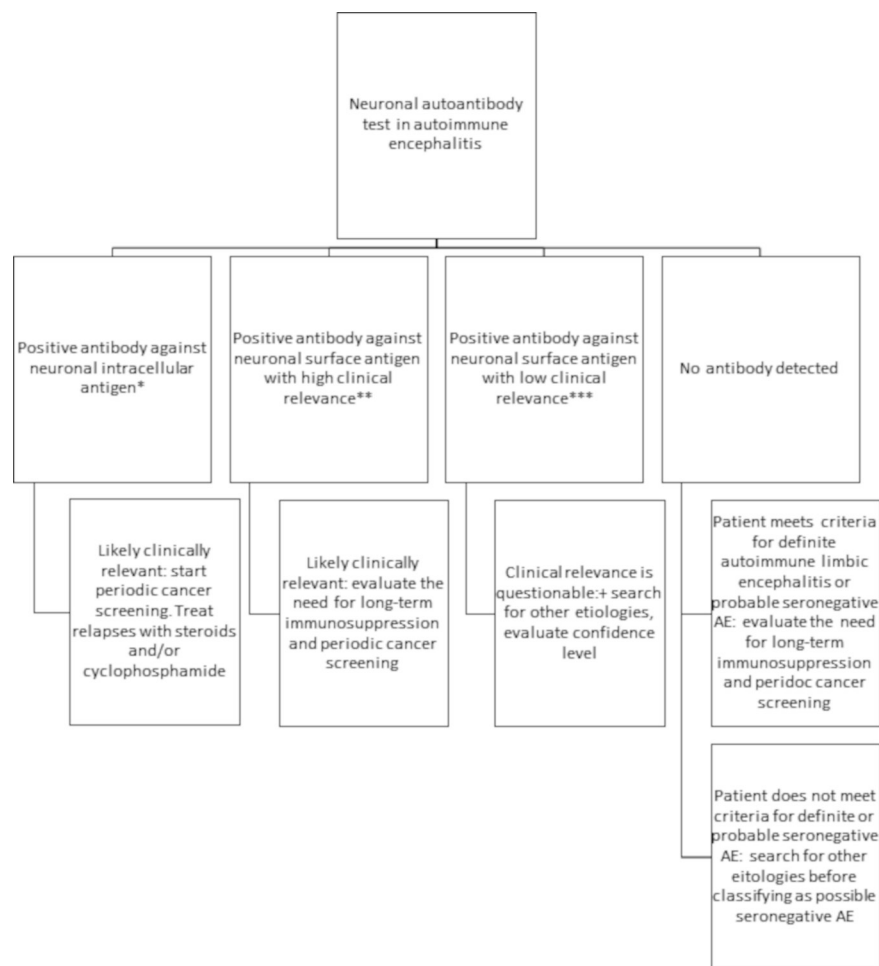 Neuronal autoantibody
test in autoimmune
encephalitis
Positive antibody against
neuronal intracellular
antigen*
Positive antibody against
neuronal surface antigen
with high clinical
relevance**
Positive antibody against
neuronal surface antigen
with low clinical
relevance***
No antibody detected
Likely clinically
relevant: start
periodic cancer
screening. Treat
relapses with steroids
and/or
cyclophosphamide
Likely clinically
relevant: evaluate the
need for long-term
immunosuppression
and periodic cancer
screening
Clinical relevance is
questionable:+ search
for other etiologies,
evaluate confidence
level
Patient meets criteria
for definite
autoimmune limbic
encephalitis or
probable seronegative
AE: evaluate the need
for long-term
immunosuppression
and peridoc cancer
screening
Patient does not meet
criteria for definite or
probable seronegative
AE: search for other
eitologies before
classifying as possible
seronegative AE